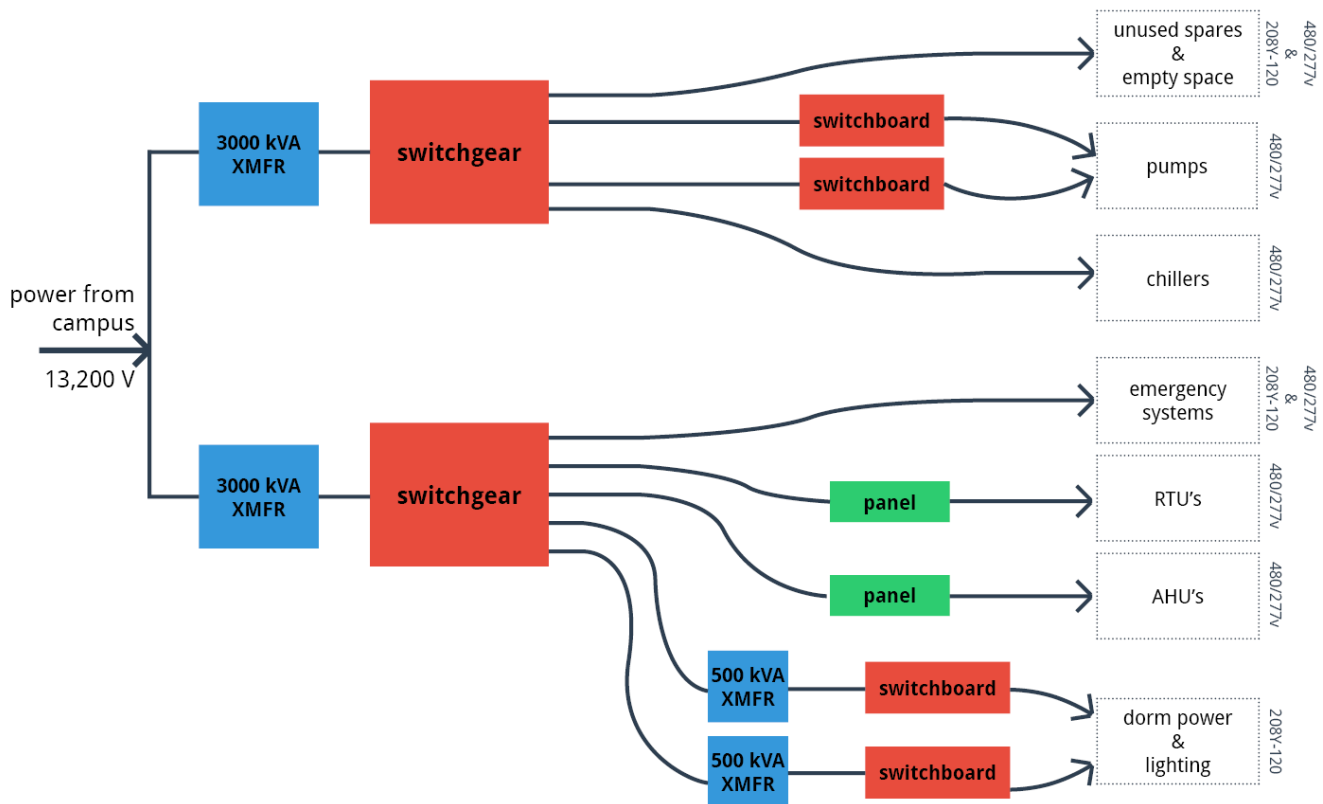 unused spares
&
empty space
480/277v
&
208Y-120
3000 kVA
XMFR
switchgear
switchboard
switchboard
pumps
480/277v
chillers
480/277v
power from
campus
13,200 V
emergency
systems
480/277v
&
208Y-120
3000 kVA
XMFR
switchgear
panel
RTU's
480/277v
panel
AHU's
480/277v
500 kVA
XMFR
switchboard
500 kVA
XMFR
switchboard
dorm power
&
lighting
208Y-120